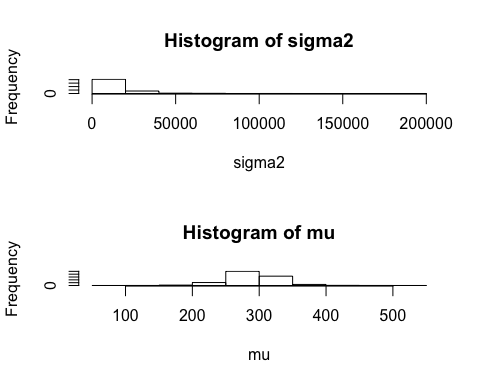 Histogram of sigma2
Frequency
0
0 50000 100000 150000 200000
sigma2
Histogram of mu
Frequency
0
100 200 300 400 500
mu